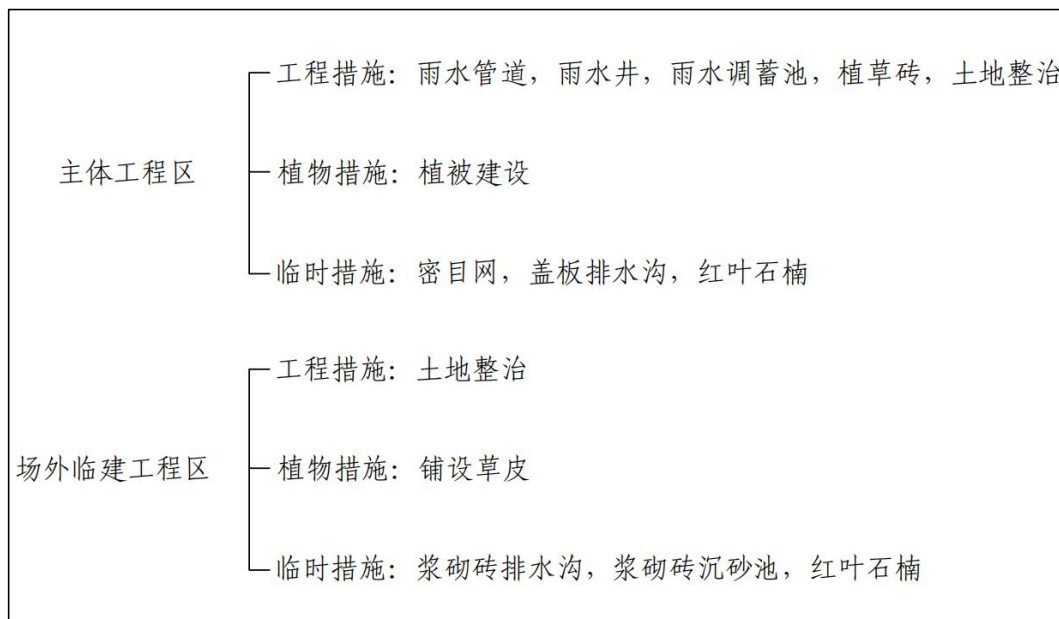 工程措施：雨水管道，雨水井，雨水调蓄池，植草砖，土地整治
主体工程区
植物措施：植被建设
临时措施：密目网，盖板排水沟，红叶石楠
工程措施：土地整治
场外临建工程区
植物措施：铺设草皮
临时措施：浆砌砖排水沟，浆砌砖沉砂池，红叶石楠